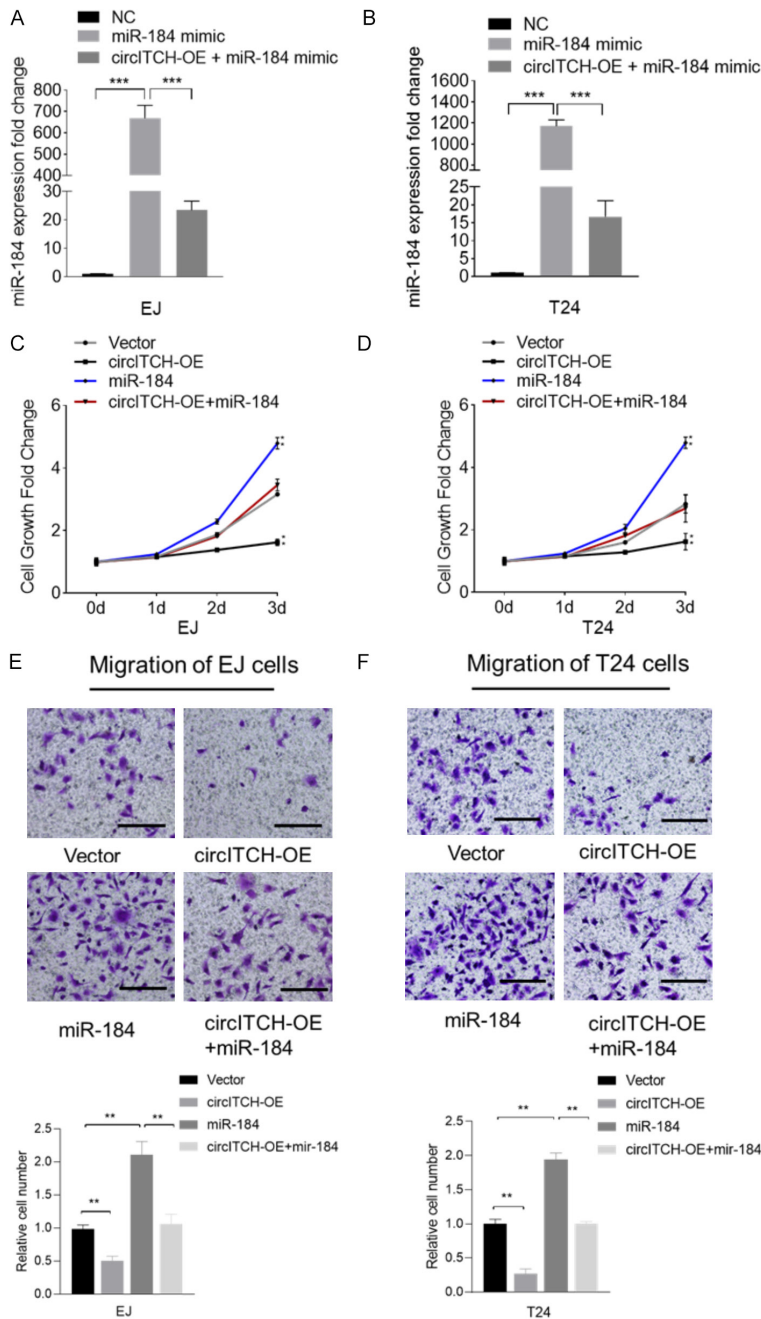 A
NC
miR-184 mimic
circITCH-OE + miR-184 mimic
miR-184 expression fold change
800
700
600
500
400
30
20
10
0
***
***
EJ
B
NC
miR-184 mimic
circITCH-OE + miR-184 mimic
miR-184 expression fold change
1600
1400
1200
1000
25
20
15
10
5
0
***
***
T24
C
Vector
circITCH-OE
miR-184
circITCH-OE+miR-184
Cell Growth Fold Change
6
4
2
0
**
**
0d 1d 2d 3d
EJ
D
Vector
circITCH-OE
miR-184
circITCH-OE+miR-184
Cell Growth Fold Change
6
4
2
0
**
**
0d 1d 2d 3d
T24
E
Migration of EJ cells
Vector
circITCH-OE
miR-184
circITCH-OE
+miR-184
Vector
circITCH-OE
miR-184
circITCH-OE+mir-184
Relative cell number
2.5
2.0
1.5
1.0
0.5
0.0
**
**
**
EJ
F
Migration of T24 cells
Vector
circITCH-OE
miR-184
circITCH-OE
+miR-184
Vector
circITCH-OE
miR-184
circITCH-OE+mir-184
Relative cell number
2.5
2.0
1.5
1.0
0.5
0.0
**
**
**
T24